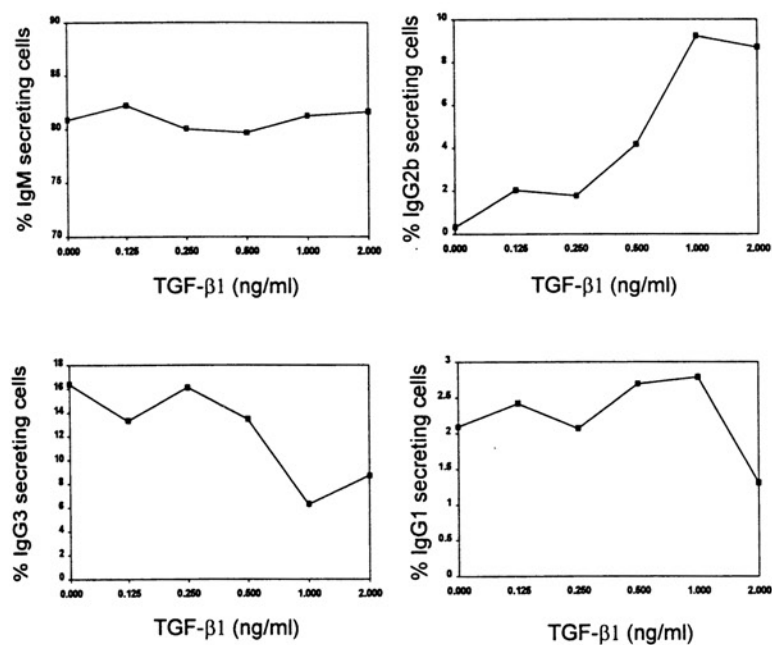 % IgM secreting cells
90
85
80
75
70
0.000 0.125 0.250 0.500 1.000 2.000
TGF-β1 (ng/ml)
% IgG2b secreting cells
10
8
6
4
2
0
0.000 0.125 0.250 0.500 1.000 2.000
TGF-β1 (ng/ml)
% IgG3 secreting cells
18
16
14
12
10
8
6
4
2
0
0.000 0.125 0.250 0.500 1.000 2.000
TGF-β1 (ng/ml)
% IgG1 secreting cells
3
2.5
2
1.5
1
0.5
0
0.000 0.125 0.250 0.500 1.000 2.000
TGF-β1 (ng/ml)